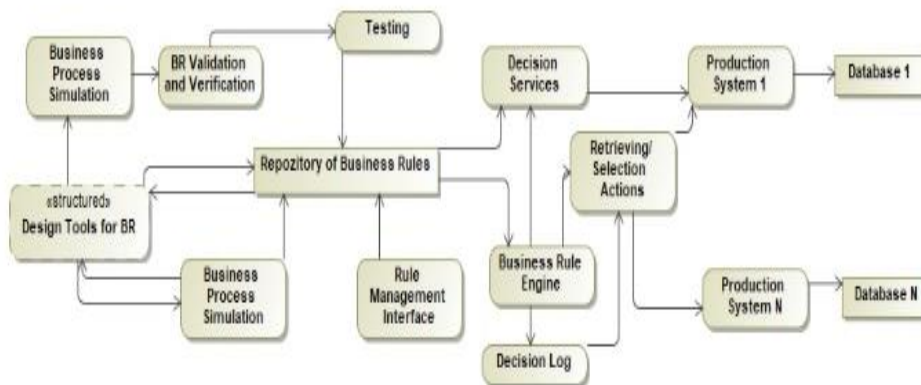 Business
Process
Simulation
BR Validation
and Verification
Testing
Decision
Services
Production
System 1
Database 1
Repozitory of Business Rules
Retrieving/
Selection
Actions
«structured»
Design Tools for BR
Business
Process
Simulation
Rule
Management
Interface
Business Rule
Engine
Production
System N
Database N
Decision Log